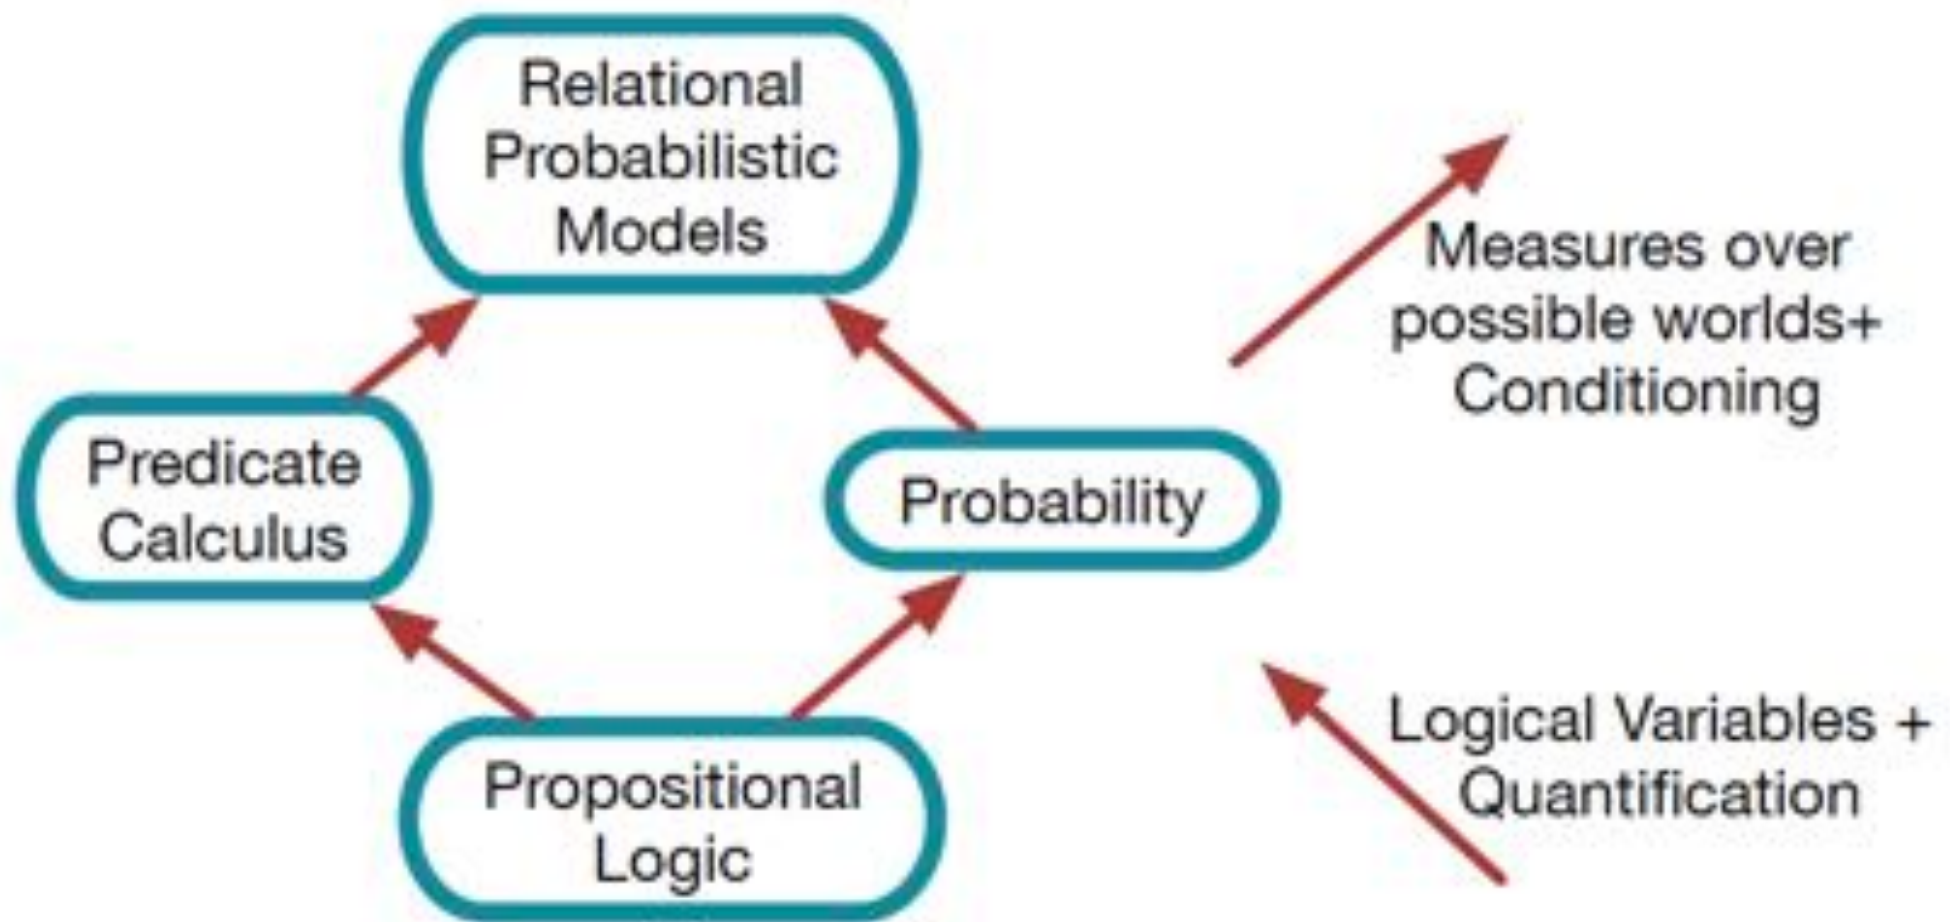 Relational
Probabilistic
Models
Measures over
possible worlds+
Conditioning
Predicate
Calculus
Probability
Logical Variables +
Quantification
Propositional
Logic